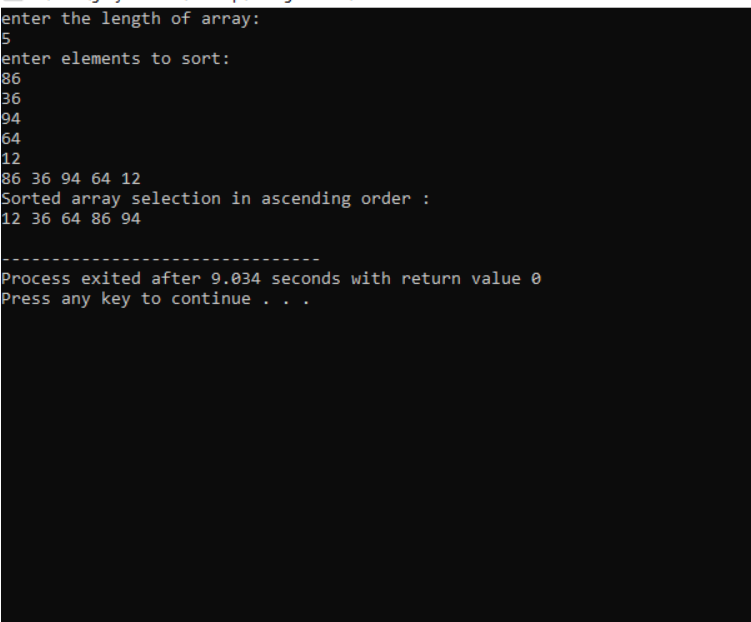 enter the length of array:
5
enter elements to sort:
86
36
94
64
12
86 36 94 64 12
Sorted array selection in ascending order :
12 36 64 86 94
--------------------------------
Process exited after 9.034 seconds with return value 0
Press any key to continue . . .